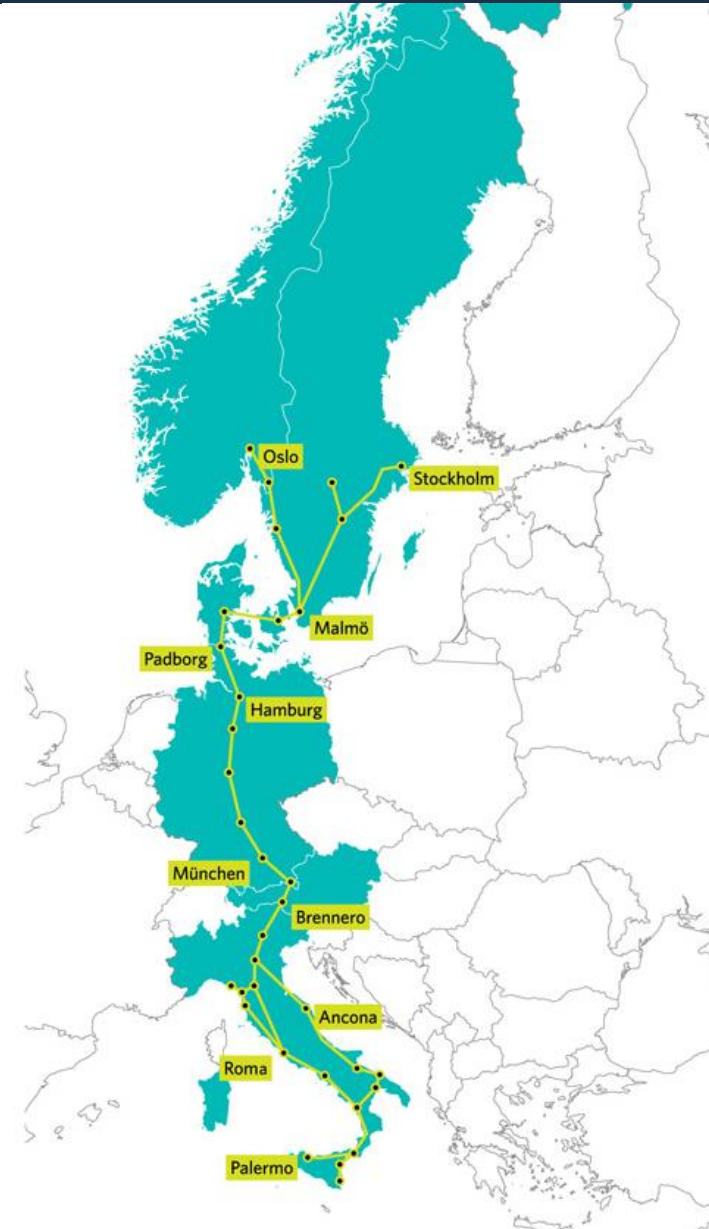 Oslo
Stockholm
Malmö
Padborg
Hamburg
München
Brennero
Ancona
Roma
Palermo